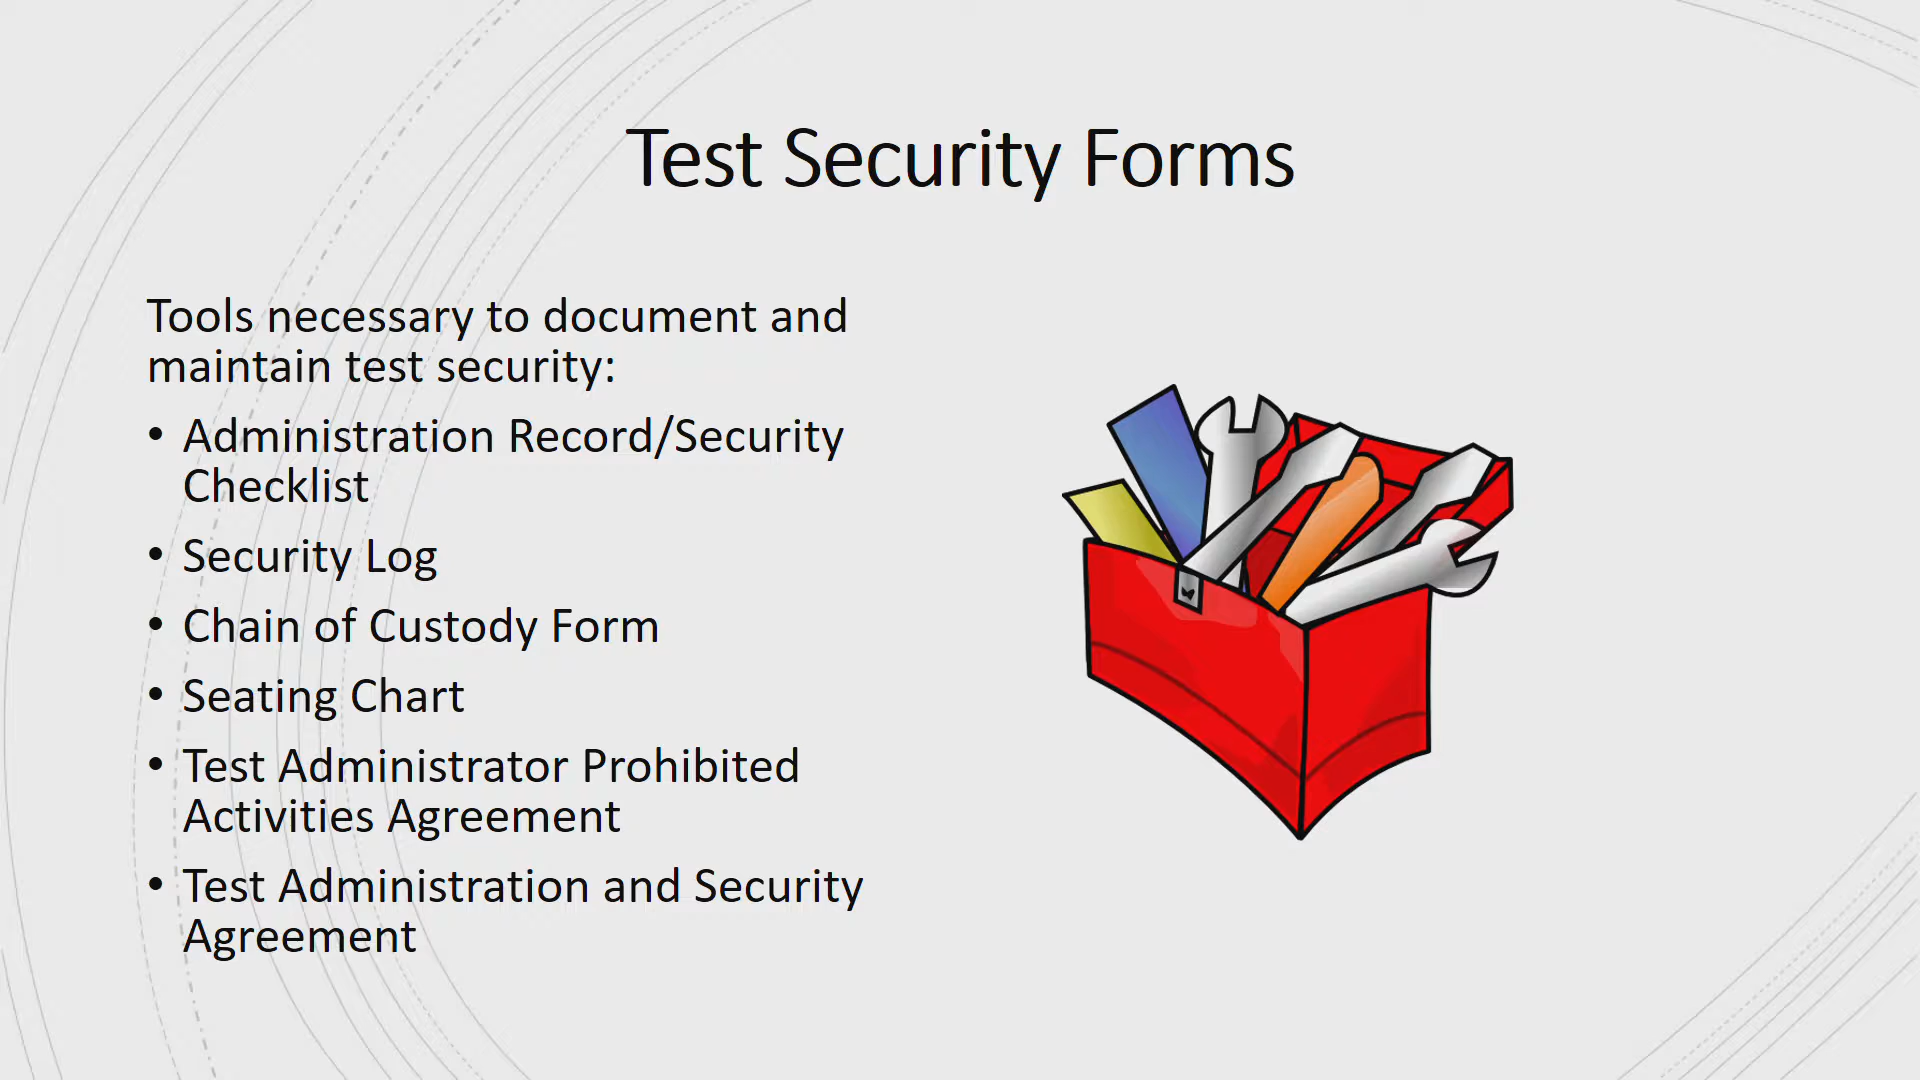 Test Security Forms
Tools necessary to document and
maintain test security:
• Administration Record/Security
Checklist
• Security Log
• Chain of Custody Form
• Seating Chart
• Test Administrator Prohibited
Activities Agreement
• Test Administration and Security
Agreement